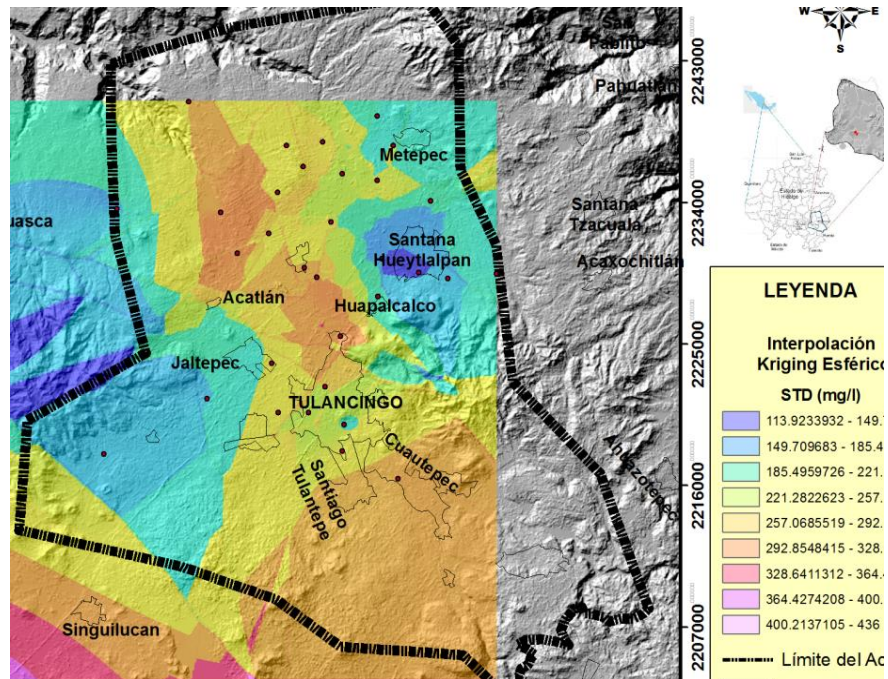 W E
S
San
Pablito
Pahuatlán
2243000
Metepec
2234000
Santana
Tzacuala
uasca
Santana
Hueytlalpan
Acaxochitlán
Acatlán
Huapalcalco
2225000
Jaltepec
TULANCINGO
Cuautepec
Santiago
Tulantepe
2216000
Singuilucan
2207000
LEYENDA
Interpolación
Kriging Esférico
STD (mg/l)
113.9233932 - 149.7
149.709683 - 185.4
185.4959726 - 221.
221.2822623 - 257.
257.0685519 - 292.
292.8548415 - 328.
328.6411312 - 364.4
364.4274208 - 400.
400.2137105 - 436
Límite del Ac